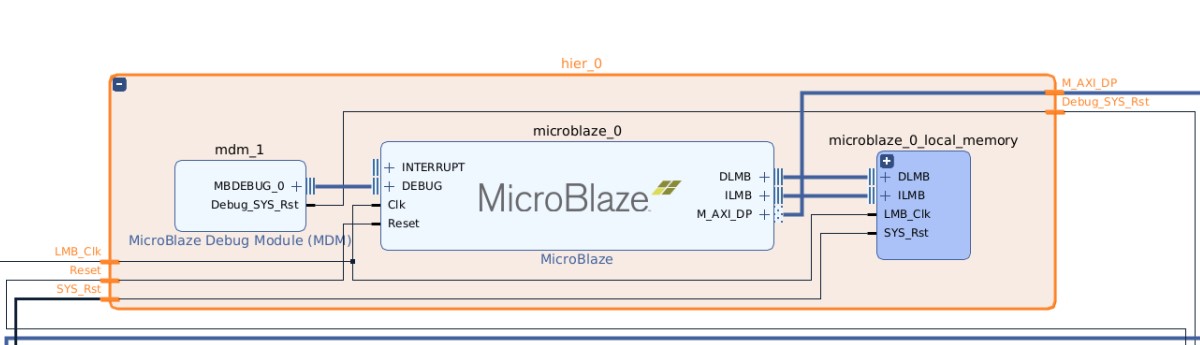 hier_0
M_AXI_DP
Debug_SYS_Rst
microblaze_0
microblaze_0_local_memory
mdm_1
INTERRUPT
MBDEBUG_0
DEBUG
Debug_SYS_Rst
Clk
Reset
MicroBlaze
DLMB
ILMB
M_AXI_DP
DLMB
ILMB
LMB_Clk
SYS_Rst
MicroBlaze Debug Module (MDM)
MicroBlaze
LMB_Clk
Reset
SYS_Rst